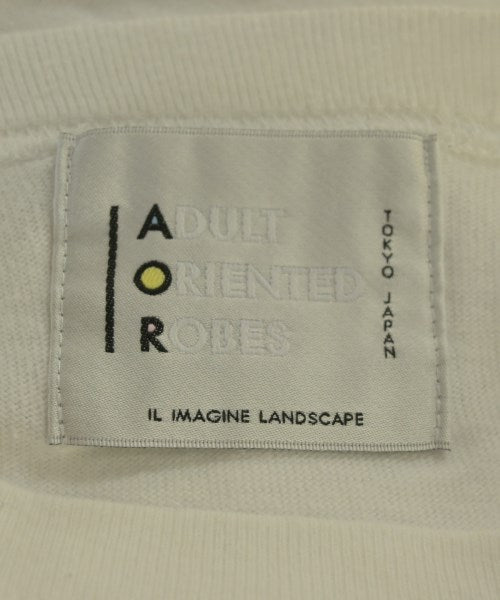 ADULT
ORIENTED
ROBES
TOKYO JAPAN
IL IMAGINE LANDSCAPE